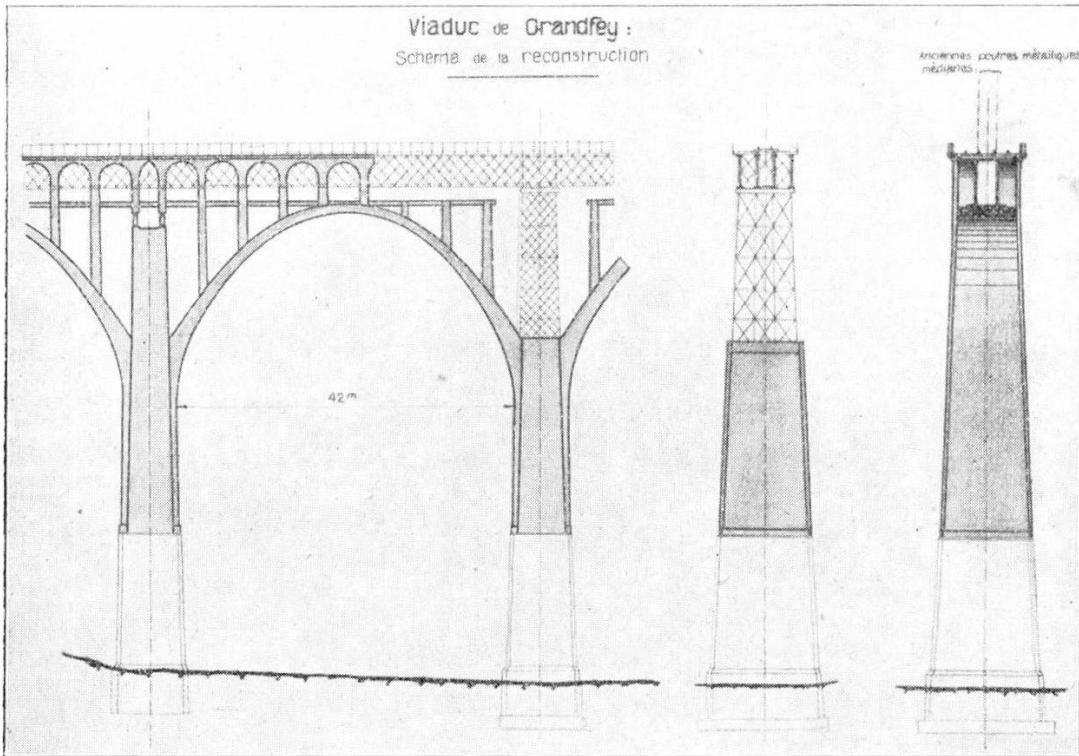 Viaduc de Grandfey :
Schema de la reconstruction
Anciennes poutres métalliques
médianes.
42 m